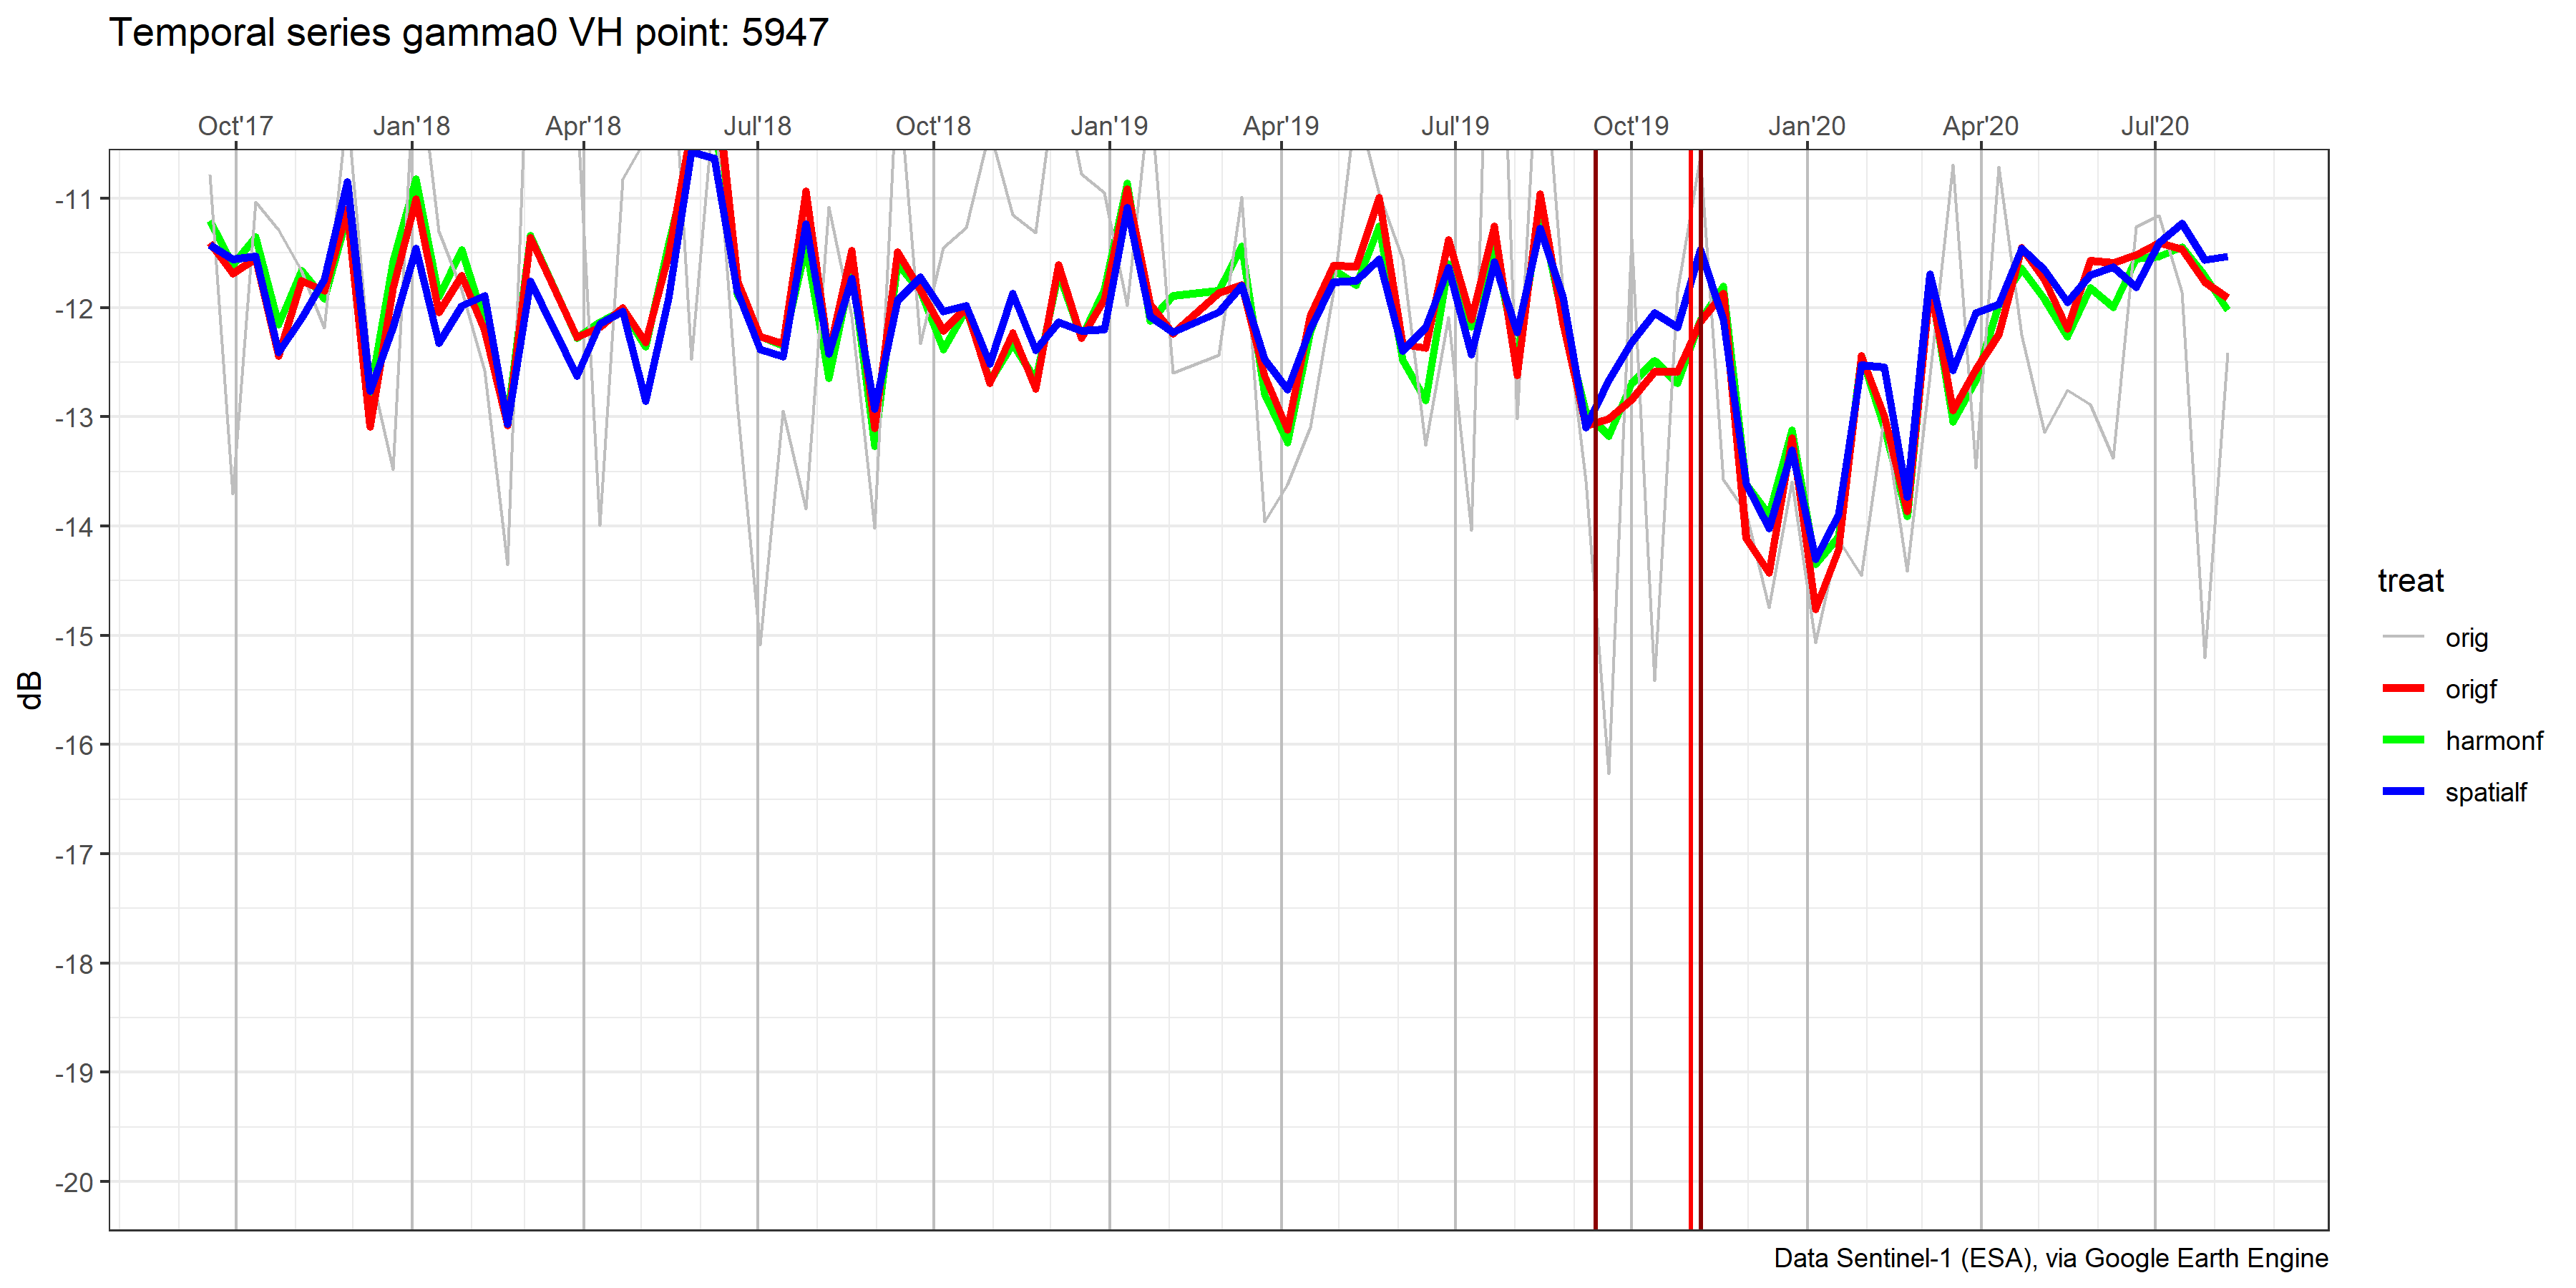 Temporal series gamma0 VH point: 5947
Oct'17 Jan'18 Apr'18 Jul'18 Oct'18 Jan'19 Apr'19 Jul'19 Oct'19 Jan'20 Apr'20 Jul'20
-11
-12
-13
-14
-15
-16
-17
-18
-19
-20
dB
treat
orig
origf
harmonf
spatialf
Data Sentinel-1 (ESA), via Google Earth Engine